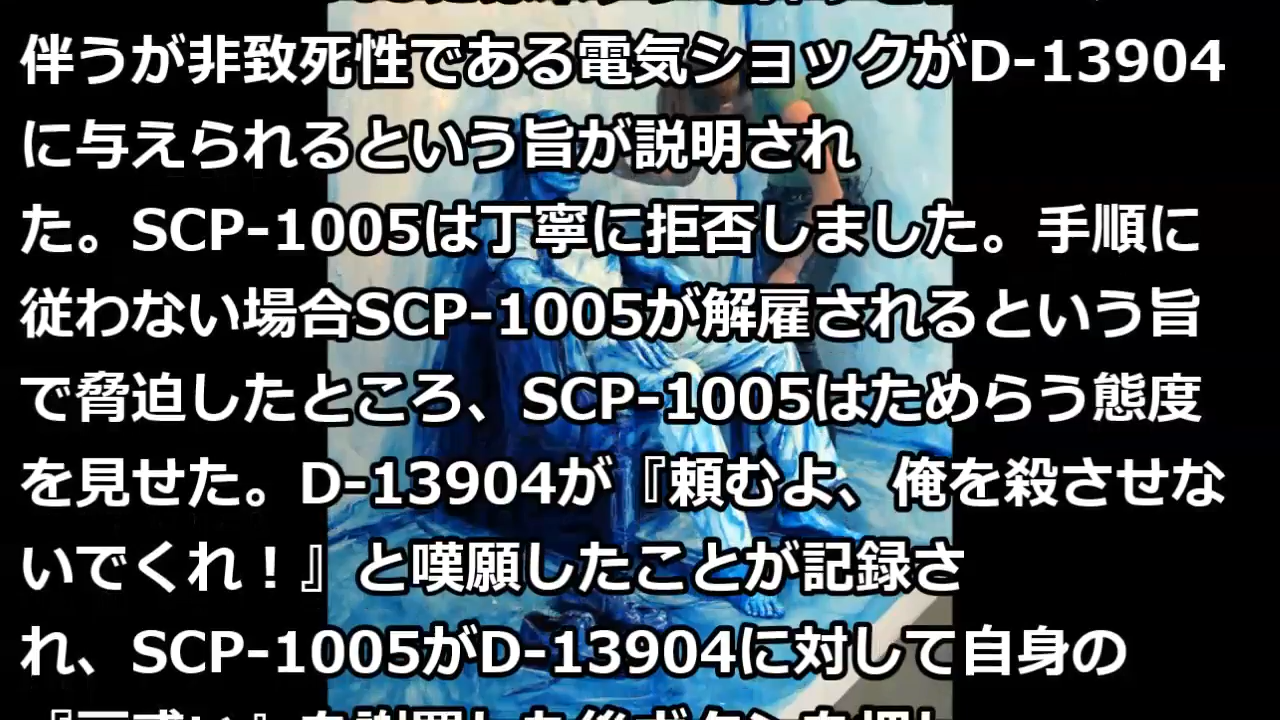 伴うが非致死性である電気ショックがD-13904
に与えられるという旨が説明され
た。SCP-1005は丁寧に拒否しました。手順に
従わない場合SCP-1005が解雇されるという旨
で脅迫したところ、SCP-1005はためらう態度
を見せた。D-13904が『頼むよ、俺を殺させな
いでくれ！』と嘆願したことが記録さ
れ、SCP-1005がD-13904に対して自身の